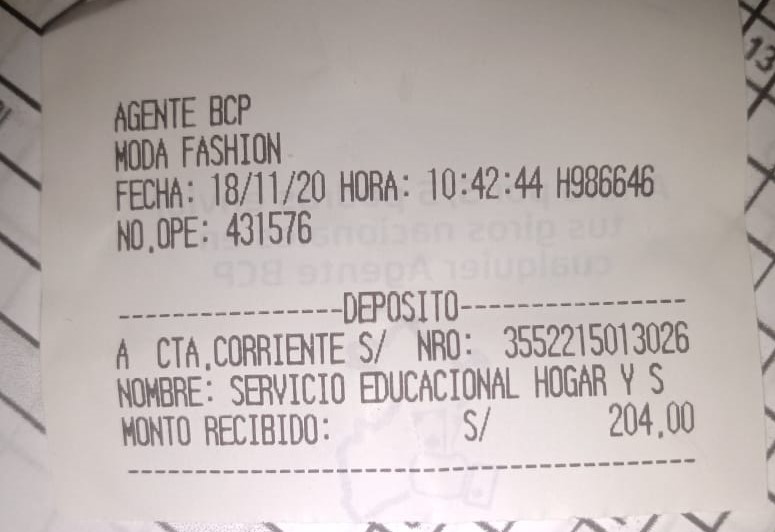 AGENTE BCP
MODA FASHION
FECHA: 18/11/20 HORA: 10:42:44 H986646
NO.OPE: 431576
----------------DEPOSITO----------------
A CTA.CORRIENTE S/ NRO: 3552215013026
NOMBRE: SERVICIO EDUCACIONAL HOGAR Y S
MONTO RECIBIDO: S/ 204.00
----------------------------------------
13